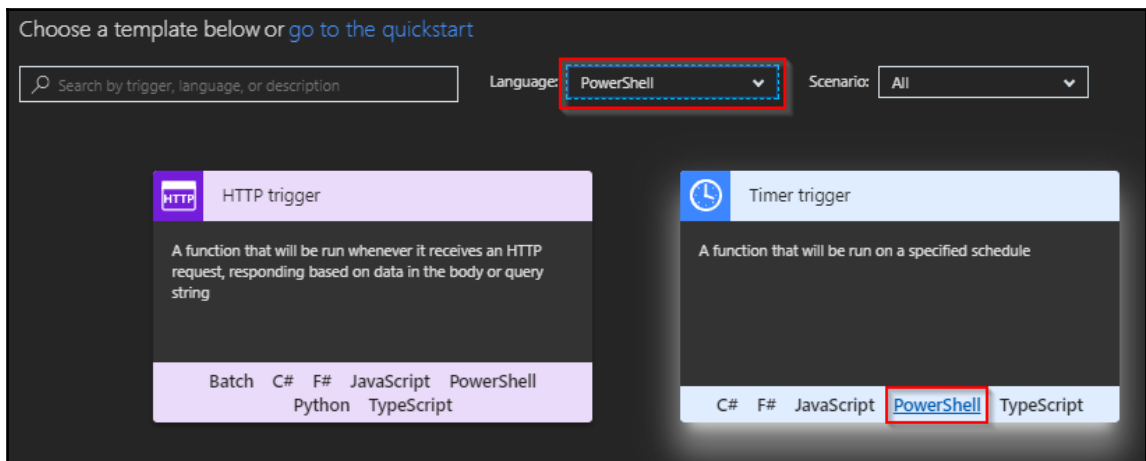 Choose a template below or go to the quickstart
Search by trigger, language, or description
Language: PowerShell
Scenario: All
HTTP
HTTP trigger
A function that will be run whenever it receives an HTTP
request, responding based on data in the body or query
string
Batch C# F# JavaScript PowerShell
Python TypeScript
Timer trigger
A function that will be run on a specified schedule
C# F# JavaScript PowerShell TypeScript